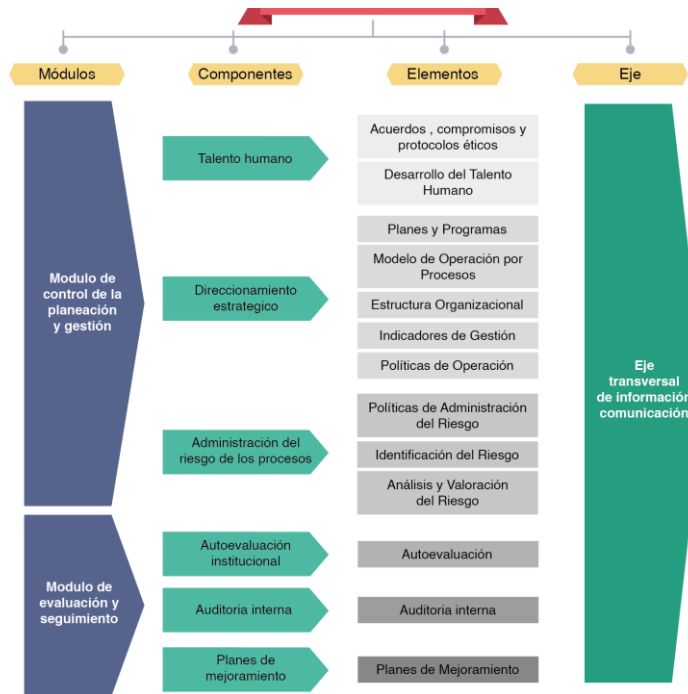 Módulos
Componentes
Elementos
Eje
Modulo de
control de la
planeación
y gestión
Talento humano
Acuerdos , compromisos y
protocolos éticos
Desarrollo del Talento
Humano
Direccionamiento
estrategico
Planes y Programas
Modelo de Operación por
Procesos
Estructura Organizacional
Indicadores de Gestión
Políticas de Operación
Administración del
riesgo de los procesos
Políticas de Administración
del Riesgo
Identificación del Riesgo
Análisis y Valoración
del Riesgo
Modulo de
evaluación y
seguimiento
Autoevaluación
institucional
Autoevaluación
Auditoria interna
Auditoria interna
Planes de
mejoramiento
Planes de Mejoramiento
Eje
transversal
de información
comunicación